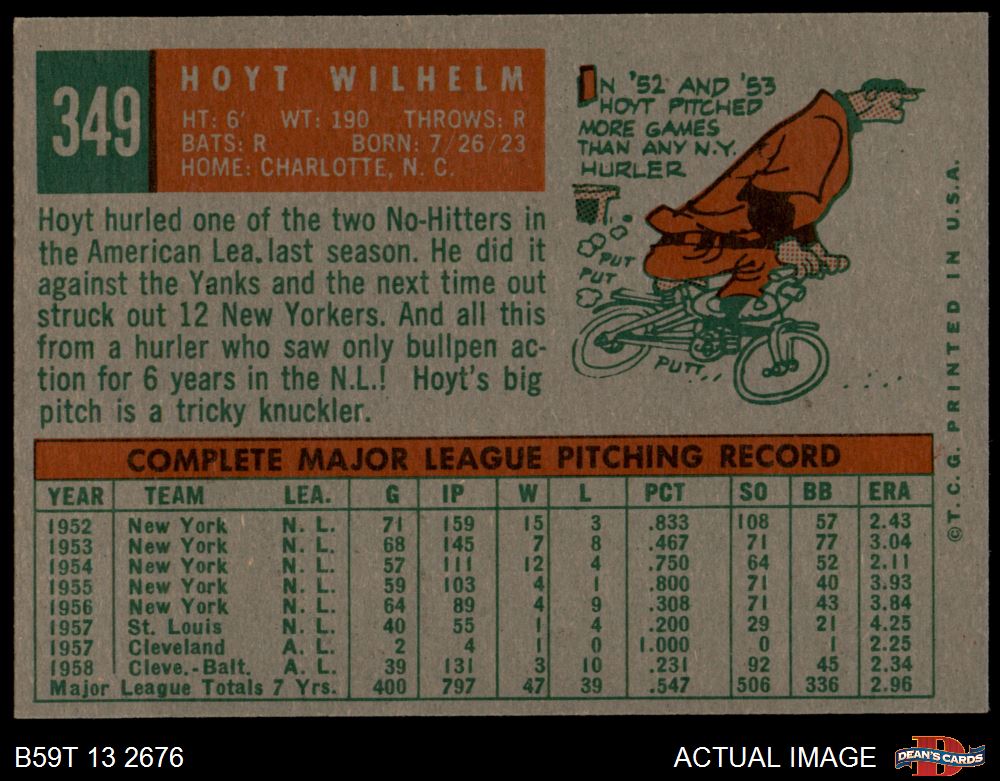 349
HOYT WILHELM
HT: 6' WT: 190 THROWS: R
BATS: R BORN: 7/26/23
HOME: CHARLOTTE, N. C.
Hoyt hurled one of the two No-Hitters in
the American Lea. last season. He did it
against the Yanks and the next time out
struck out 12 New Yorkers. And all this
from a hurler who saw only bullpen ac-
tion for 6 years in the N.L.! Hoyt's big
pitch is a tricky knuckler.
IN '52 AND '53
HOYT PITCHED
MORE GAMES
THAN ANY N.Y.
HURLER
PUT
PUT
PUTT,,,
©T.C.G. PRINTED IN U.S.A.
COMPLETE MAJOR LEAGUE PITCHING RECORD
YEAR TEAM LEA. G IP W L PCT SO BB ERA
1952 New York N. L. 71 159 15 3 .833 108 57 2.43
1953 New York N. L. 68 145 7 8 .467 71 77 3.04
1954 New York N. L. 57 111 12 4 .750 64 52 2.11
1955 New York N. L. 59 103 4 1 .800 71 40 3.93
1956 New York N. L. 64 89 4 9 .308 71 43 3.84
1957 St. Louis N. L. 40 55 1 4 .200 29 21 4.25
1957 Cleveland A. L. 2 4 1 0 1.000 0 1 2.25
1958 Cleve.-Balt. A. L. 39 131 3 10 .231 92 45 2.34
Major League Totals 7 Yrs. 400 797 47 39 .547 506 336 2.96
B59T 13 2676
ACTUAL IMAGE
D
DEAN'S CARDS